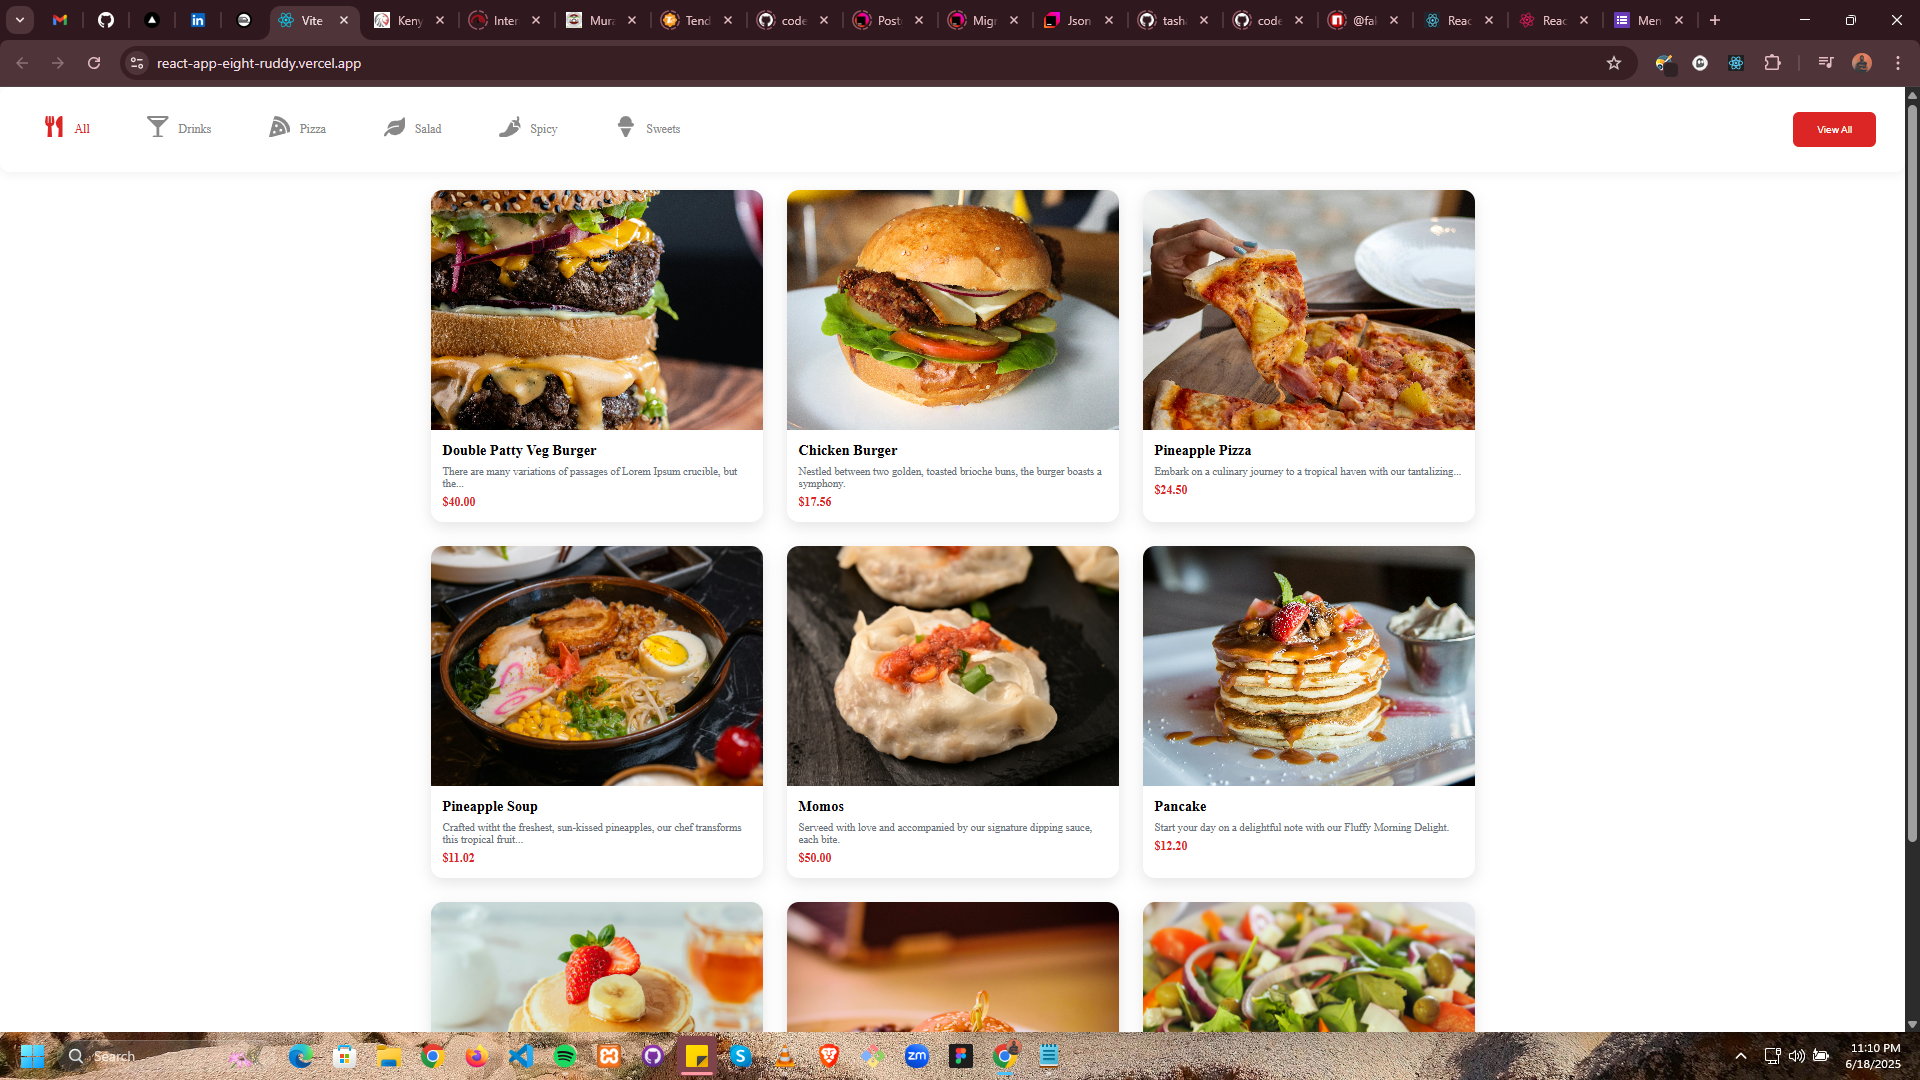 Vite
Keny
Inter
Mura
Tend
code
Post
Migr
Json
tash
code
@fal
Reac
Reac
Men
react-app-eight-ruddy.vercel.app
All
Drinks
Pizza
Salad
Spicy
Sweets
View All
Double Patty Veg Burger
There are many variations of passages of Lorem Ipsum crucible, but
the...
$40.00
Chicken Burger
Nestled between two golden, toasted brioche buns, the burger boasts a
symphony.
$17.56
Pineapple Pizza
Embark on a culinary journey to a tropical haven with our tantalizing...
$24.50
Pineapple Soup
Crafted witht the freshest, sun-kissed pineapples, our chef transforms
this tropical fruit...
$11.02
Momos
Serveed with love and accompanied by our signature dipping sauce,
each bite.
$50.00
Pancake
Start your day on a delightful note with our Fluffy Morning Delight.
$12.20
Search
zm
11:10 PM
6/18/2025